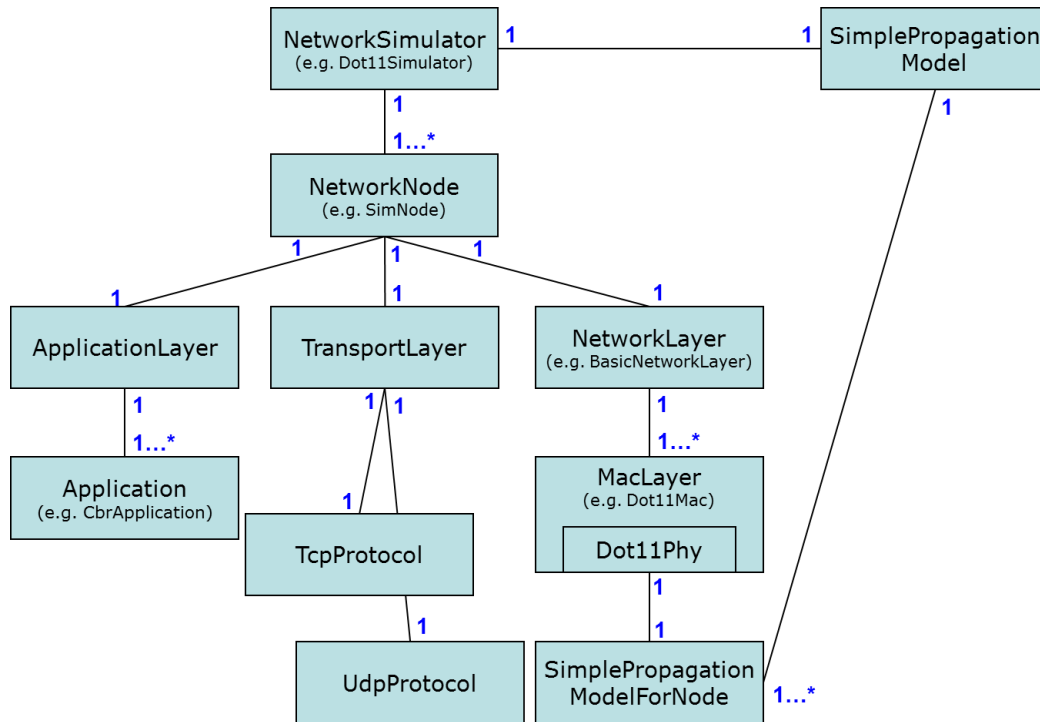 NetworkSimulator
(e.g. Dot11Simulator)
1
1
SimplePropagation
Model
1
1
1...*
NetworkNode
(e.g. SimNode)
1
1
1
1
1
1
ApplicationLayer
TransportLayer
NetworkLayer
(e.g. BasicNetworkLayer)
1
1
1
1
1...*
1...*
Application
(e.g. CbrApplication)
MacLayer
(e.g. Dot11Mac)
1
TcpProtocol
Dot11Phy
1
1
1
UdpProtocol
SimplePropagation
ModelForNode
1...*